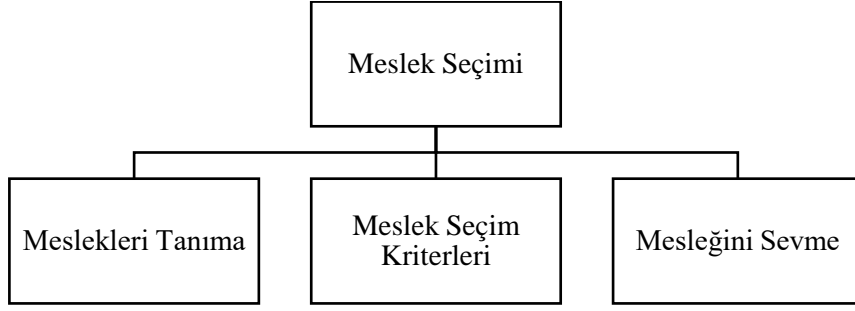 Meslek Seçimi
Meslekleri Tanıma
Meslek Seçim
Kriterleri
Mesleğini Sevme